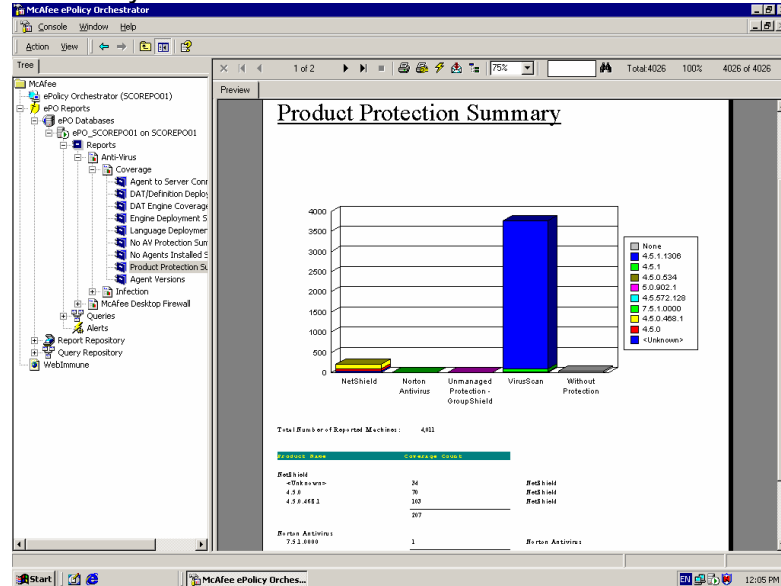 McAfee ePolicy Orchestrator
Console Window Help
Action View
Tree
McAfee
ePolicy Orchestrator (SCOREPO01)
ePO Reports
ePO Databases
ePO_SCOREPO01 on SCOREPO01
Reports
Anti-Virus
Coverage
Agent to Server Conr
DAT/Definition Deploy
DAT Engine Coverage
Engine Deployment S
Language Deployment
No AV Protection Sum
No Agents Installed S
Product Protection Su
Agent Versions
Infection
McAfee Desktop Firewall
Queries
Alerts
Report Repository
Query Repository
WebImmune
1 of 2 75% Total:4026 100% 4026 of 4026
Preview
Product Protection Summary
4000
3500
3000
2500
2000
1500
1000
500
0
NetShield
Norton Antivirus
Unmanaged Protection - GroupShield
VirusScan
Without Protection
None
4.5.1.1306
4.5.1
4.5.0.534
5.0.902.1
4.5.572.128
7.5.1.0000
4.5.0.468.1
4.5.0
<Unknown>
Total Number of Reported Machines: 4,011
Product Name Coverage Count
NetShield
<Unknown> 34 NetShield
4.5.0 70 NetShield
4.5.0.468.1 103 NetShield
207
Norton Antivirus
7.5.1.0000 1 Norton Antivirus
Start McAfee ePolicy Orches... EN 12:05 PM